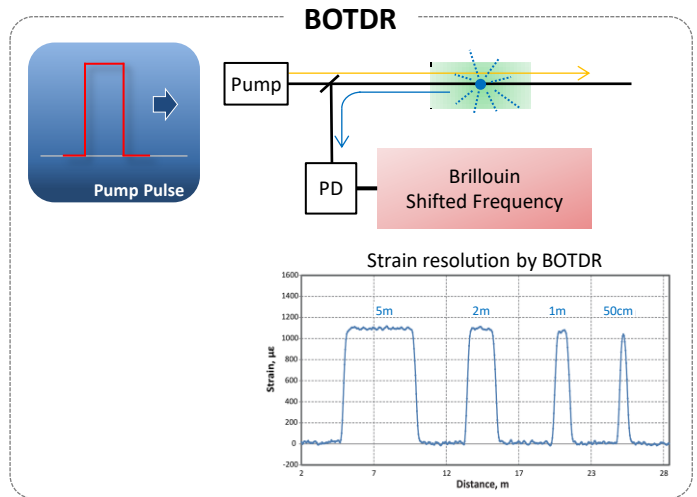 BOTDR
Pump
Pump Pulse
PD
Brillouin
Shifted Frequency
Strain resolution by BOTDR
1600
1400
1200
1000
800
600
400
200
0
-200
Strain, µε
5m
2m
1m
50cm
2
7
12
17
23
28
Distance, m